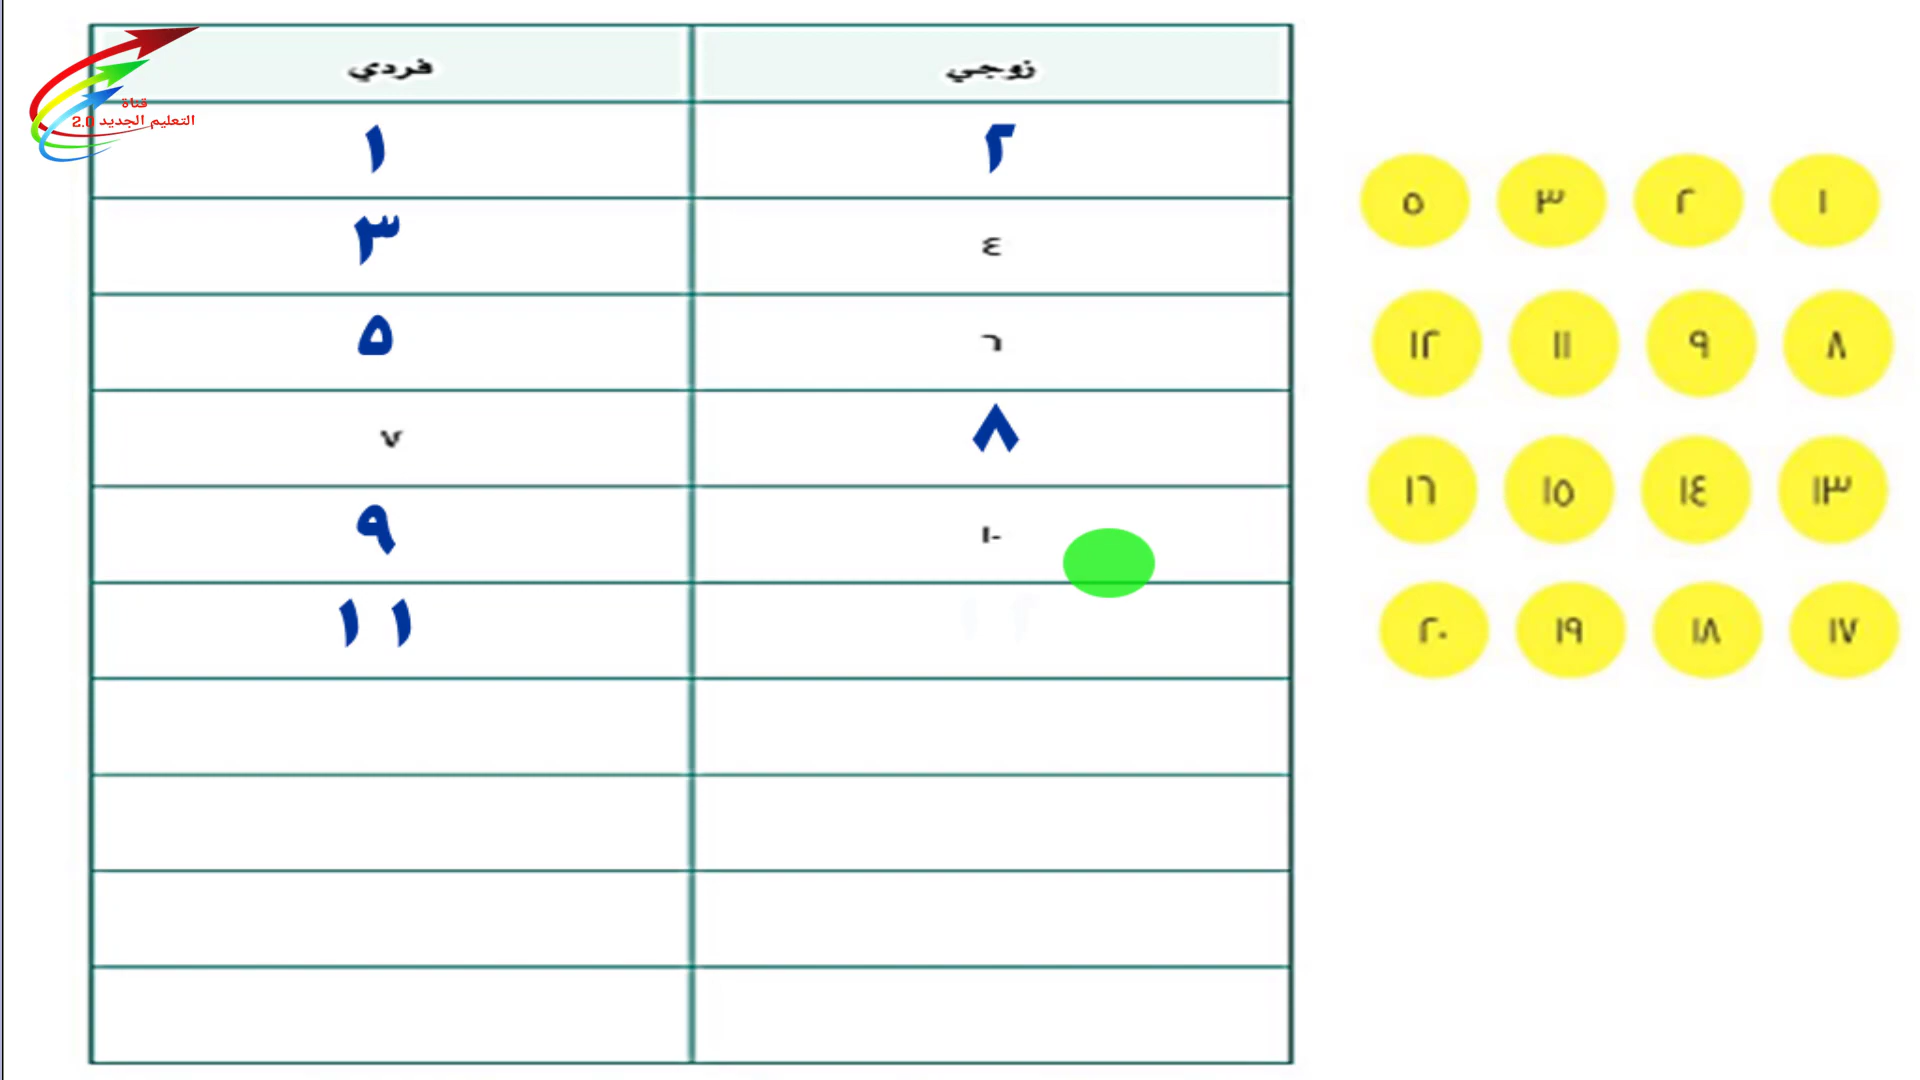 قناة
التعليم الجديد 2.0
زوجي فردي
٢ ١
٤ ٣
٦ ٥
٨ ٧
١٠ ٩
١٢ ١١
١ ٢ ٣ ٥
٨ ٩ ١١ ١٢
١٣ ١٤ ١٥ ١٦
١٧ ١٨ ١٩ ٢٠